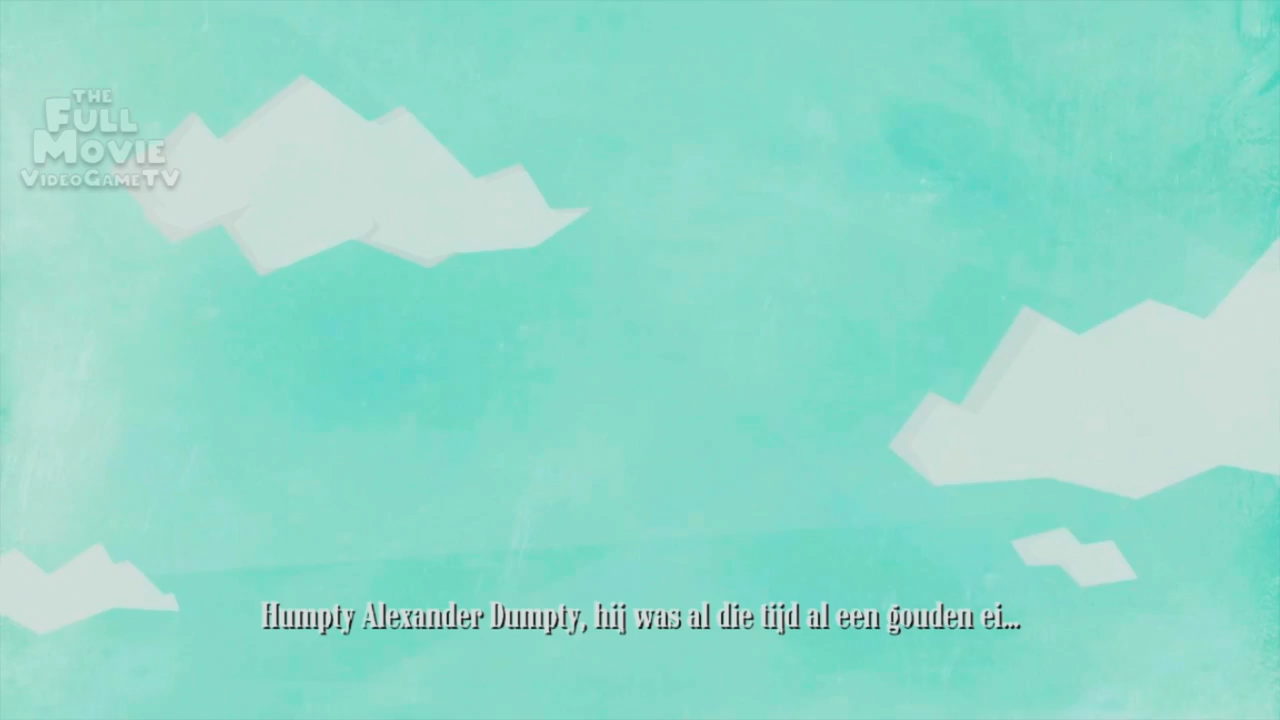 THE
FULL
MOVIE
VIDEOGAMETV
Humpty Alexander Dumpty, hij was al die tijd al een gouden ei...